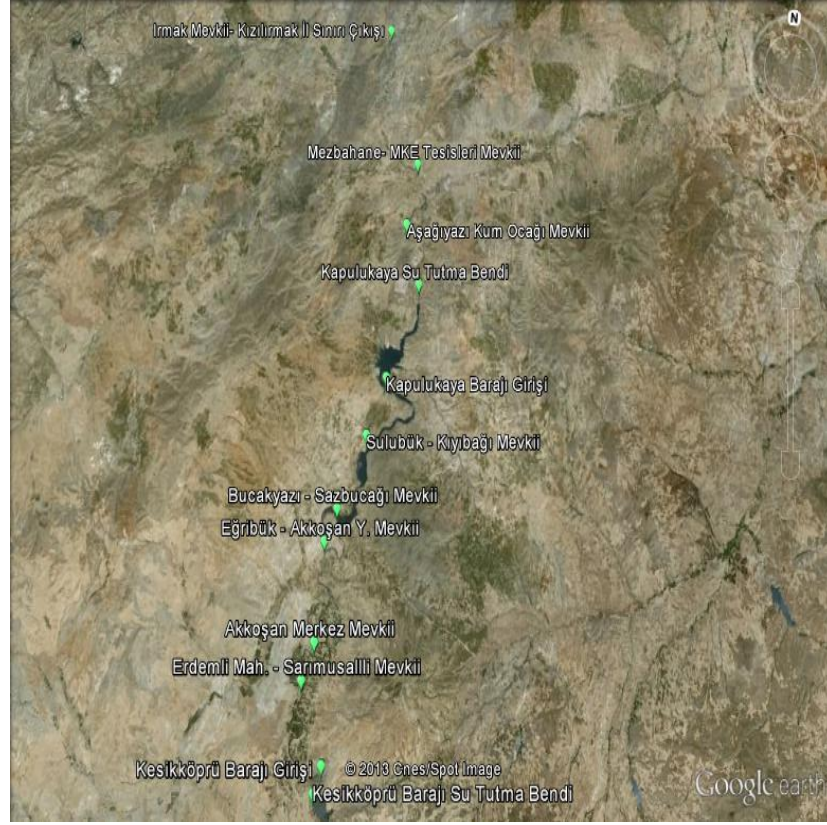 N
Irmak Mevkii- Kızılırmak İl Sınırı Çıkışı
Mezbahane- MKE Tesisleri Mevkii
Aşağıyazı Kum Ocağı Mevkii
Kapulukaya Su Tutma Bendi
Kapulukaya Barajı Girişi
Sulubük - Kıyıbağı Mevkii
Bucakyazı - Sazbucağı Mevkii
Eğribük - Akkoşan Y. Mevkii
Akkoşan Merkez Mevkii
Erdemli Mah. - Sarımusallli Mevkii
Kesikköprü Barajı Girişi
© 2013 Cnes/Spot Image
Google earth
Kesikköprü Barajı Su Tutma Bendi